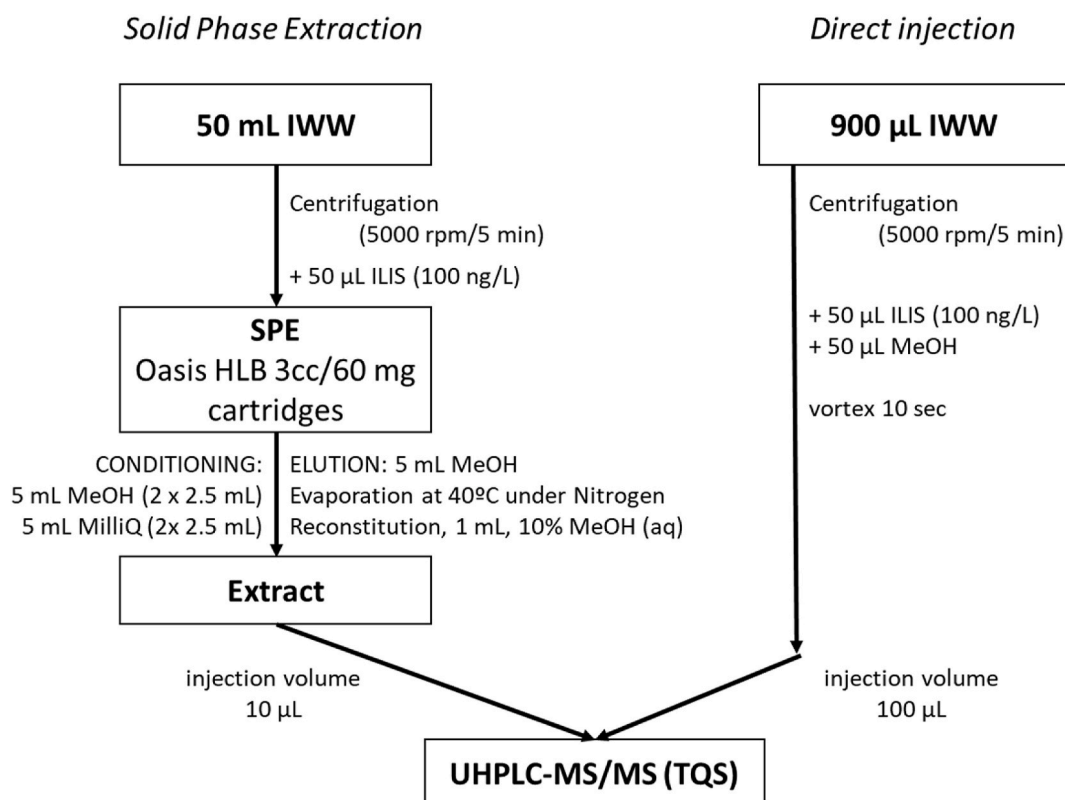 Solid Phase Extraction
50 mL IWW
Centrifugation
(5000 rpm/5 min)
+ 50 µL ILIS (100 ng/L)
SPE
Oasis HLB 3cc/60 mg
cartridges
CONDITIONING:
5 mL MeOH (2 x 2.5 mL)
5 mL MilliQ (2x 2.5 mL)
ELUTION: 5 mL MeOH
Evaporation at 40ºC under Nitrogen
Reconstitution, 1 mL, 10% MeOH (aq)
Extract
injection volume
10 µL
Direct injection
900 µL IWW
Centrifugation
(5000 rpm/5 min)
+ 50 µL ILIS (100 ng/L)
+ 50 µL MeOH
vortex 10 sec
injection volume
100 µL
UHPLC-MS/MS (TQS)